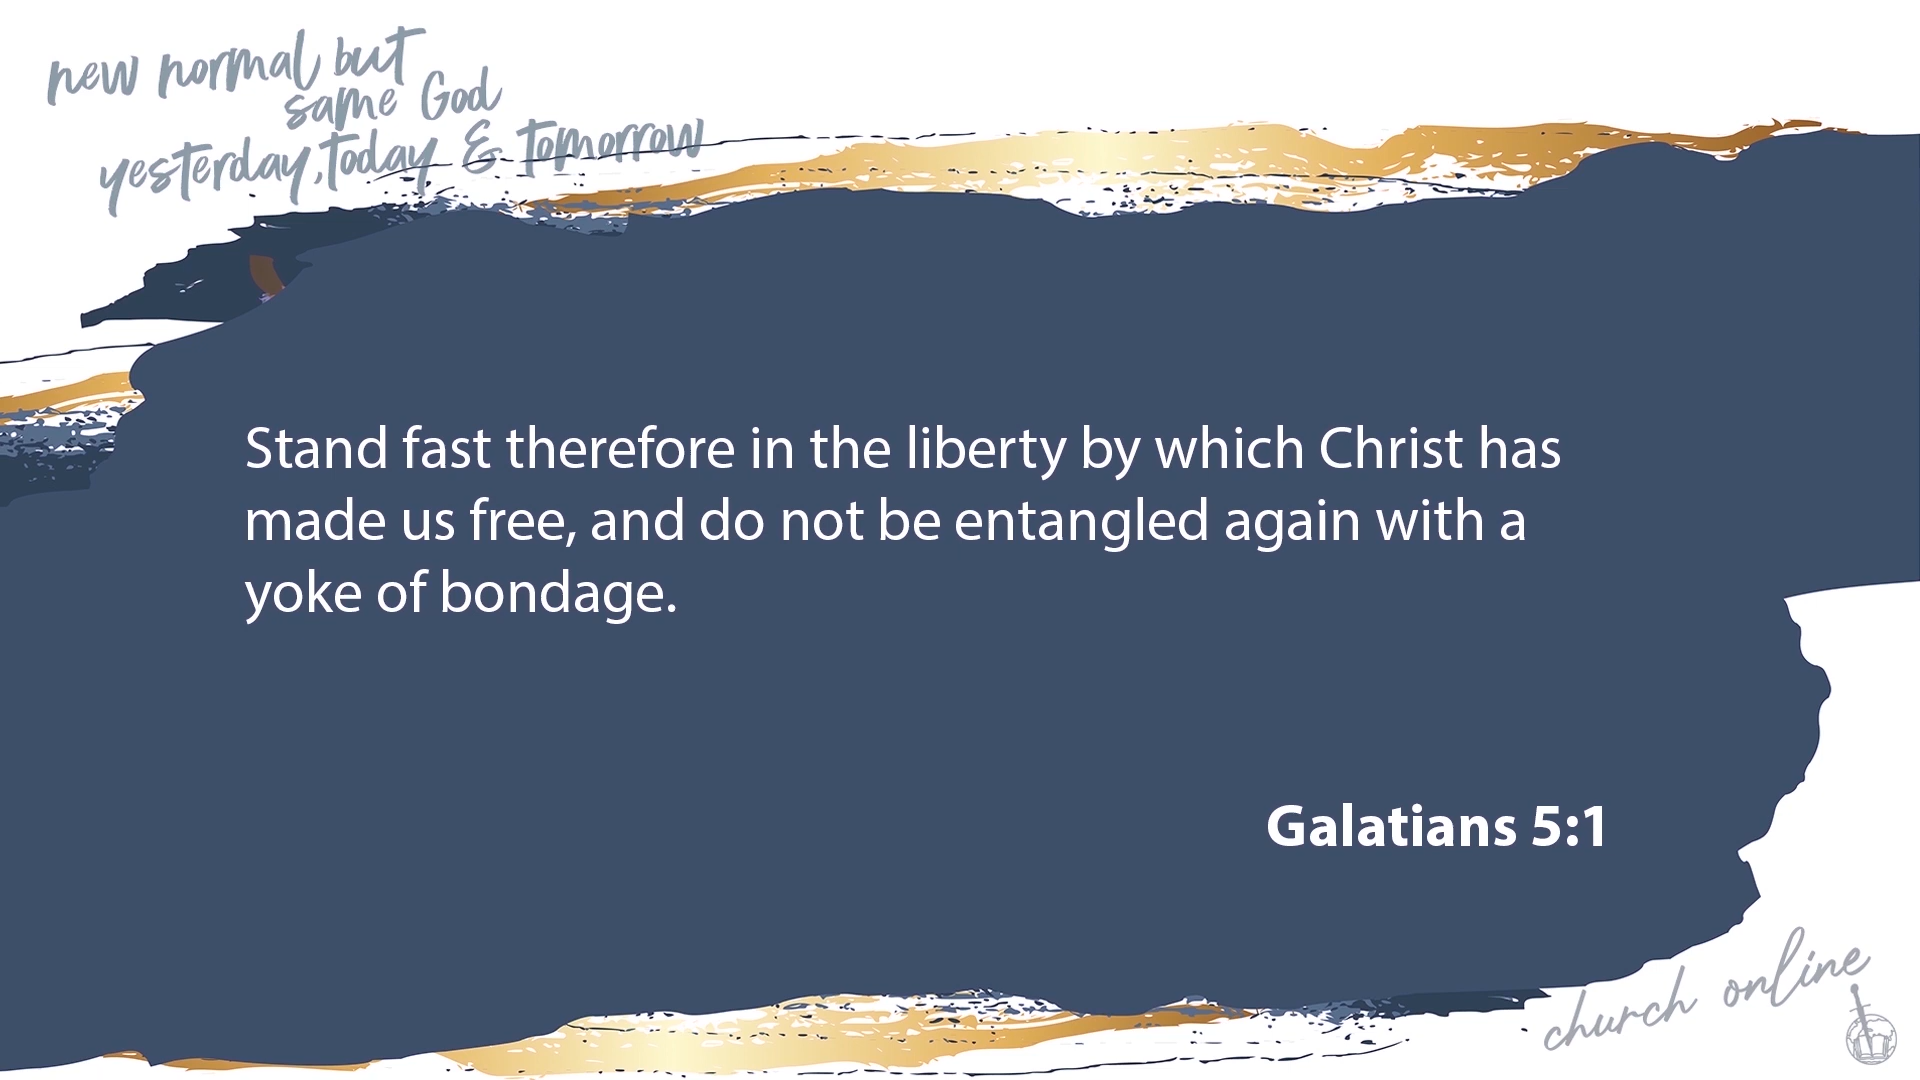 new normal but
same God
yesterday, today & tomorrow
Stand fast therefore in the liberty by which Christ has
made us free, and do not be entangled again with a
yoke of bondage.
Galatians 5:1
church online